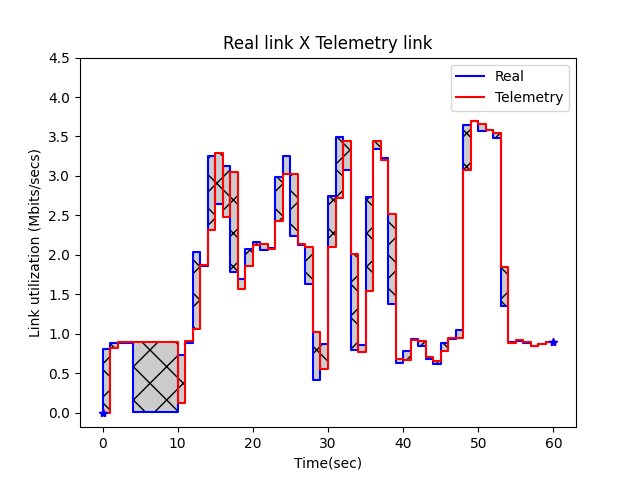 Real link X Telemetry link
Real
Telemetry
Link utilization (Mbits/secs)
4.5
4.0
3.5
3.0
2.5
2.0
1.5
1.0
0.5
0.0
0 10 20 30 40 50 60
Time(sec)